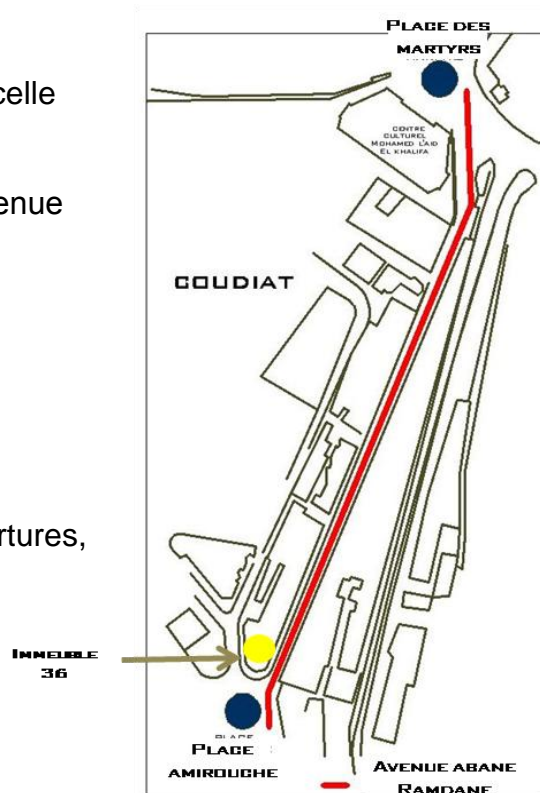 celle
enue
rtures,
PLACE DES
MARTYRS
CENTRE
CULTUREL
MOHAMED LAID
EL KHALIFA
COUDIAT
IMMEUBLE
36
PLACE
PLACE
AMIROUCHE
AVENUE ABANE
RAMDANE